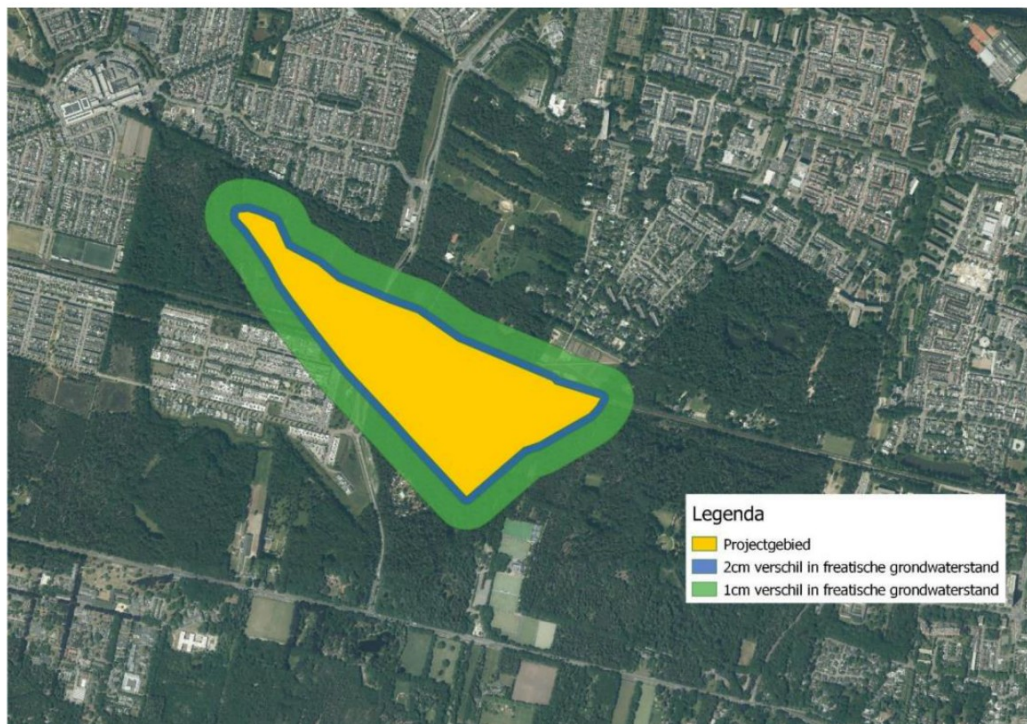 Legenda
Projectgebied
2cm verschil in freatische grondwaterstand
1cm verschil in freatische grondwaterstand